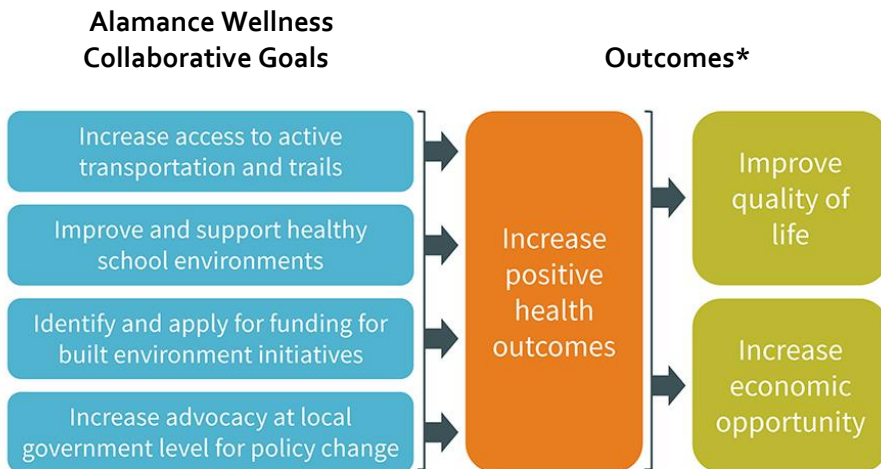 Alamance Wellness
Collaborative Goals
Outcomes*
Increase access to active
transportation and trails
Improve and support healthy
school environments
Identify and apply for funding for
built environment initiatives
Increase advocacy at local
government level for policy change
Increase
positive
health
outcomes
Improve
quality of
life
Increase
economic
opportunity